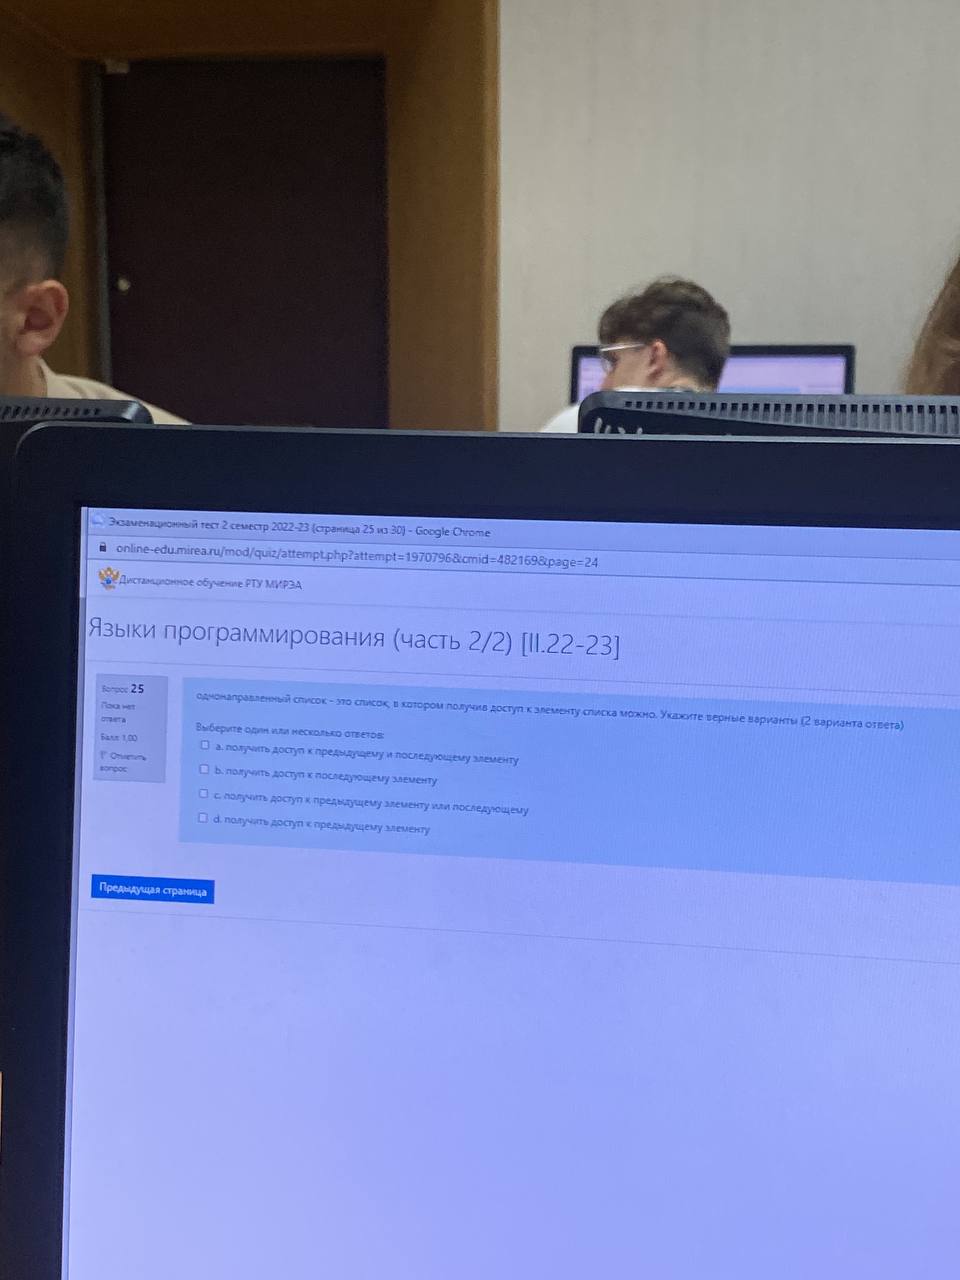 Экзаменационный тест 2 семестр 2022-23 (страница 25 из 30) - Google Chrome
online-edu.mirea.ru/mod/quiz/attempt.php?attempt=1970796&cmid=482169&page=24
Дистанционное обучение РТУ МИРЭА
Языки программирования (часть 2/2) [II.22-23]
Вопрос 25
Пока нет
ответа
Балл: 1,00
Отметить
вопрос
однонаправленный список - это список, в котором получив доступ к элементу списка можно. Укажите верные варианты (2 варианта ответа)
Выберите один или несколько ответов:
a. получить доступ к предыдущему и последующему элементу
b. получить доступ к последующему элементу
c. получить доступ к предыдущему элементу или последующему
d. получить доступ к предыдущему элементу
Предыдущая страница